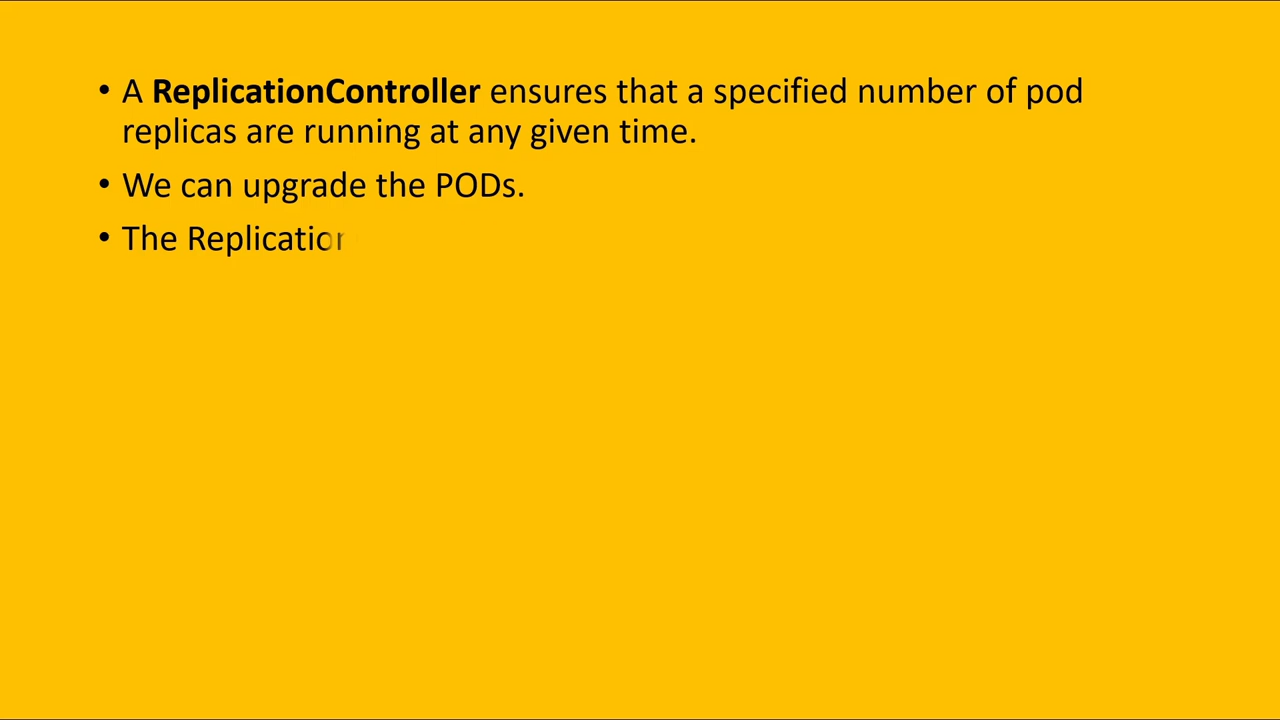 • A ReplicationController ensures that a specified number of pod
replicas are running at any given time.
• We can upgrade the PODs.
• The Replication